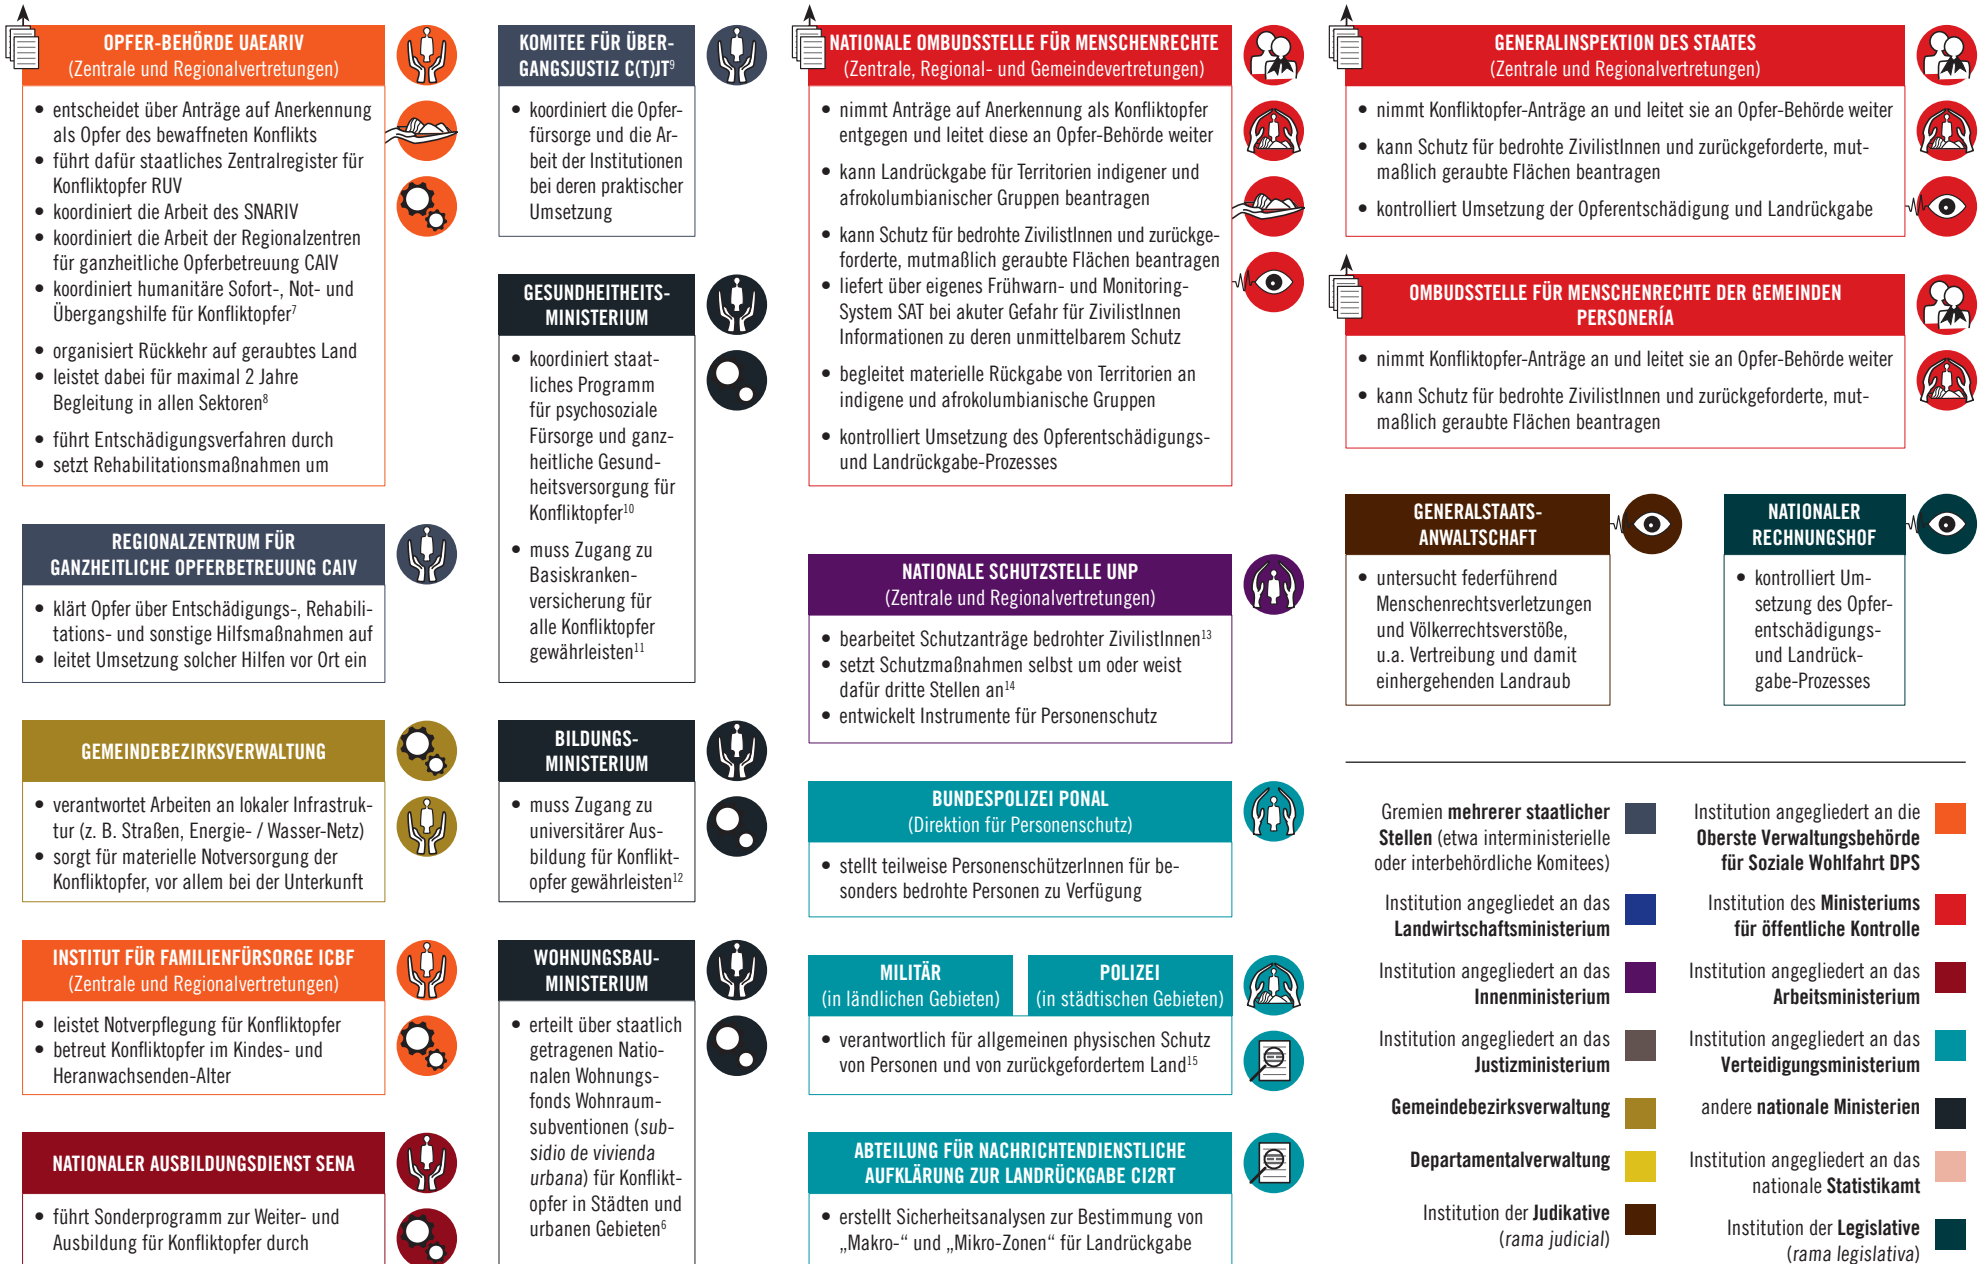 OPFER-BEHÖRDE UAEARIV
(Zentrale und Regionalvertretungen)
• entscheidet über Anträge auf Anerkennung
als Opfer des bewaffneten Konflikts
• führt dafür staatliches Zentralregister für
Konfliktopfer RUV
• koordiniert die Arbeit des SNARIV
• koordiniert die Arbeit der Regionalzentren
für ganzheitliche Opferbetreuung CAIV
• koordiniert humanitäre Sofort-, Not- und
Übergangshilfe für Konfliktopfer⁷
• organisiert Rückkehr auf geraubtes Land
• leistet dabei für maximal 2 Jahre
Begleitung in allen Sektoren⁸
• führt Entschädigungsverfahren durch
• setzt Rehabilitationsmaßnahmen um
REGIONALZENTRUM FÜR
GANZHEITLICHE OPFERBETREUUNG CAIV
• klärt Opfer über Entschädigungs-, Rehabili-
tations- und sonstige Hilfsmaßnahmen auf
• leitet Umsetzung solcher Hilfen vor Ort ein
GEMEINDEBEZIRKSVERWALTUNG
• verantwortet Arbeiten an lokaler Infrastruk-
tur (z. B. Straßen, Energie- / Wasser-Netz)
• sorgt für materielle Notversorgung der
Konfliktopfer, vor allem bei der Unterkunft
INSTITUT FÜR FAMILIENFÜRSORGE ICBF
(Zentrale und Regionalvertretungen)
• leistet Notverpflegung für Konfliktopfer
• betreut Konfliktopfer im Kindes- und
Heranwachsenden-Alter
NATIONALER AUSBILDUNGSDIENST SENA
• führt Sonderprogramm zur Weiter- und
Ausbildung für Konfliktopfer durch
KOMITEE FÜR ÜBER-
GANGSJUSTIZ C(T)JT⁹
• koordiniert die Opfer-
fürsorge und die Ar-
beit der Institutionen
bei deren praktischer
Umsetzung
GESUNDHEITHEITS-
MINISTERIUM
• koordiniert staat-
liches Programm
für psychosoziale
Fürsorge und ganz-
heitliche Gesund-
heitsversorgung für
Konfliktopfer¹⁰
• muss Zugang zu
Basiskranken-
versicherung für
alle Konfliktopfer
gewährleisten¹¹
BILDUNGS-
MINISTERIUM
• muss Zugang zu
universitärer Aus-
bildung für Konflikt-
opfer gewährleisten¹²
WOHNUNGSBAU-
MINISTERIUM
• erteilt über staatlich
getragenen Natio-
nalen Wohnungs-
fonds Wohnraum-
subventionen (sub-
sidio de vivienda
urbana) für Konflikt-
opfer in Städten und
urbanen Gebieten⁶
NATIONALE OMBUDSSTELLE FÜR MENSCHENRECHTE
(Zentrale, Regional- und Gemeindevertretungen)
• nimmt Anträge auf Anerkennung als Konfliktopfer
entgegen und leitet diese an Opfer-Behörde weiter
• kann Landrückgabe für Territorien indigener und
afrokolumbianischer Gruppen beantragen
• kann Schutz für bedrohte ZivilistInnen und zurückge-
forderte, mutmaßlich geraubte Flächen beantragen
• liefert über eigenes Frühwarn- und Monitoring-
System SAT bei akuter Gefahr für ZivilistInnen
Informationen zu deren unmittelbarem Schutz
• begleitet materielle Rückgabe von Territorien an
indigene und afrokolumbianische Gruppen
• kontrolliert Umsetzung des Opferentschädigungs-
und Landrückgabe-Prozesses
NATIONALE SCHUTZSTELLE UNP
(Zentrale und Regionalvertretungen)
• bearbeitet Schutzanträge bedrohter ZivilistInnen¹³
• setzt Schutzmaßnahmen selbst um oder weist
dafür dritte Stellen an¹⁴
• entwickelt Instrumente für Personenschutz
BUNDESPOLIZEI PONAL
(Direktion für Personenschutz)
• stellt teilweise PersonenschützerInnen für be-
sonders bedrohte Personen zu Verfügung
MILITÄR
(in ländlichen Gebieten)
POLIZEI
(in städtischen Gebieten)
• verantwortlich für allgemeinen physischen Schutz
von Personen und von zurückgefordertem Land¹⁵
ABTEILUNG FÜR NACHRICHTENDIENSTLICHE
AUFKLÄRUNG ZUR LANDRÜCKGABE CI2RT
• erstellt Sicherheitsanalysen zur Bestimmung von
„Makro-“ und „Mikro-Zonen“ für Landrückgabe
GENERALINSPEKTION DES STAATES
(Zentrale und Regionalvertretungen)
• nimmt Konfliktopfer-Anträge an und leitet sie an Opfer-Behörde weiter
• kann Schutz für bedrohte ZivilistInnen und zurückgeforderte, mut-
maßlich geraubte Flächen beantragen
• kontrolliert Umsetzung der Opferentschädigung und Landrückgabe
OMBUDSSTELLE FÜR MENSCHENRECHTE DER GEMEINDEN
PERSONERÍA
• nimmt Konfliktopfer-Anträge an und leitet sie an Opfer-Behörde weiter
• kann Schutz für bedrohte ZivilistInnen und zurückgeforderte, mut-
maßlich geraubte Flächen beantragen
GENERALSTAATS-
ANWALTSCHAFT
• untersucht federführend
Menschenrechtsverletzungen
und Völkerrechtsverstöße,
u.a. Vertreibung und damit
einhergehenden Landraub
NATIONALER
RECHNUNGSHOF
• kontrolliert Um-
setzung des Opfer-
entschädigungs-
und Landrück-
gabe-Prozesses
Gremien mehrerer staatlicher
Stellen (etwa interministerielle
oder interbehördliche Komitees)
Institution angegliedet an das
Landwirtschaftsministerium
Institution angegliedert an das
Innenministerium
Institution angegliedert an das
Justizministerium
Gemeindebezirksverwaltung
Departamentalverwaltung
Institution der Judikative
(rama judicial)
Institution angegliedert an die
Oberste Verwaltungsbehörde
für Soziale Wohlfahrt DPS
Institution des Ministeriums
für öffentliche Kontrolle
Institution angegliedert an das
Arbeitsministerium
Institution angegliedert an das
Verteidigungsministerium
andere nationale Ministerien
Institution angegliedert an das
nationale Statistikamt
Institution der Legislative
(rama legislativa)